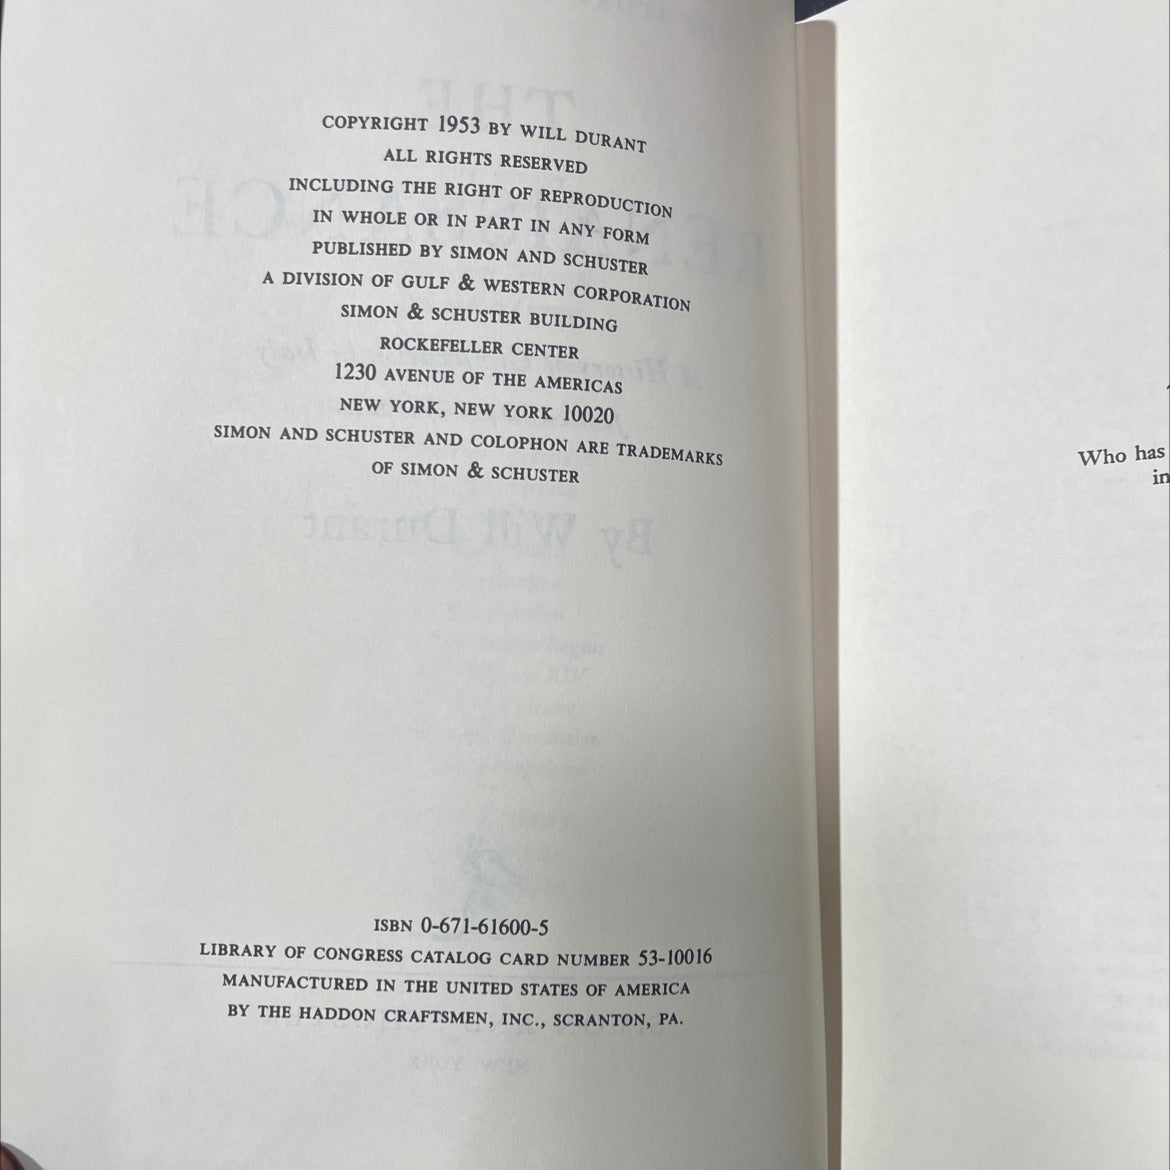 COPYRIGHT 1953 BY WILL DURANT
ALL RIGHTS RESERVED
INCLUDING THE RIGHT OF REPRODUCTION
IN WHOLE OR IN PART IN ANY FORM
PUBLISHED BY SIMON AND SCHUSTER
A DIVISION OF GULF & WESTERN CORPORATION
SIMON & SCHUSTER BUILDING
ROCKEFELLER CENTER
1230 AVENUE OF THE AMERICAS
NEW YORK, NEW YORK 10020
SIMON AND SCHUSTER AND COLOPHON ARE TRADEMARKS
OF SIMON & SCHUSTER
ISBN 0-671-61600-5
LIBRARY OF CONGRESS CATALOG CARD NUMBER 53-10016
MANUFACTURED IN THE UNITED STATES OF AMERICA
BY THE HADDON CRAFTSMEN, INC., SCRANTON, PA.
Who has
in